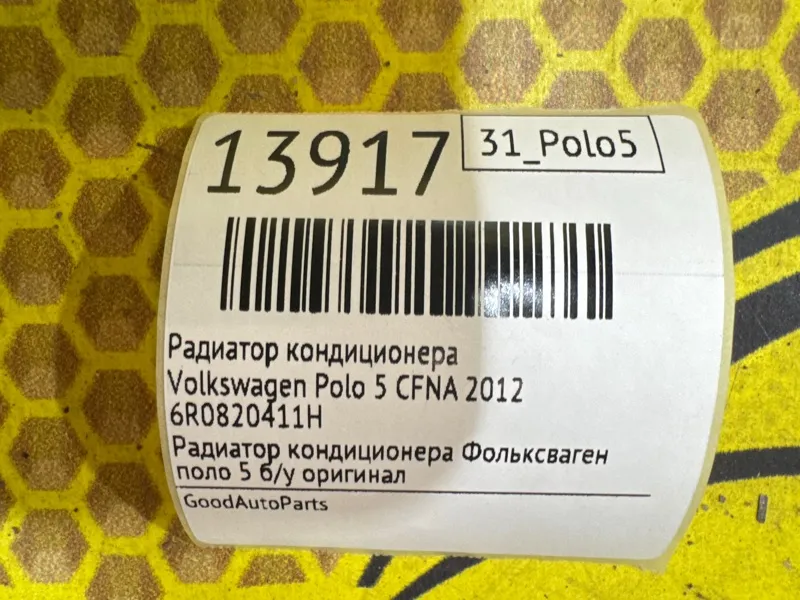 13917
31_Polo5
Радиатор кондиционера
Volkswagen Polo 5 CFNA 2012
6R0820411H
Радиатор кондиционера Фольксваген
поло 5 б/у оригинал
GoodAutoParts